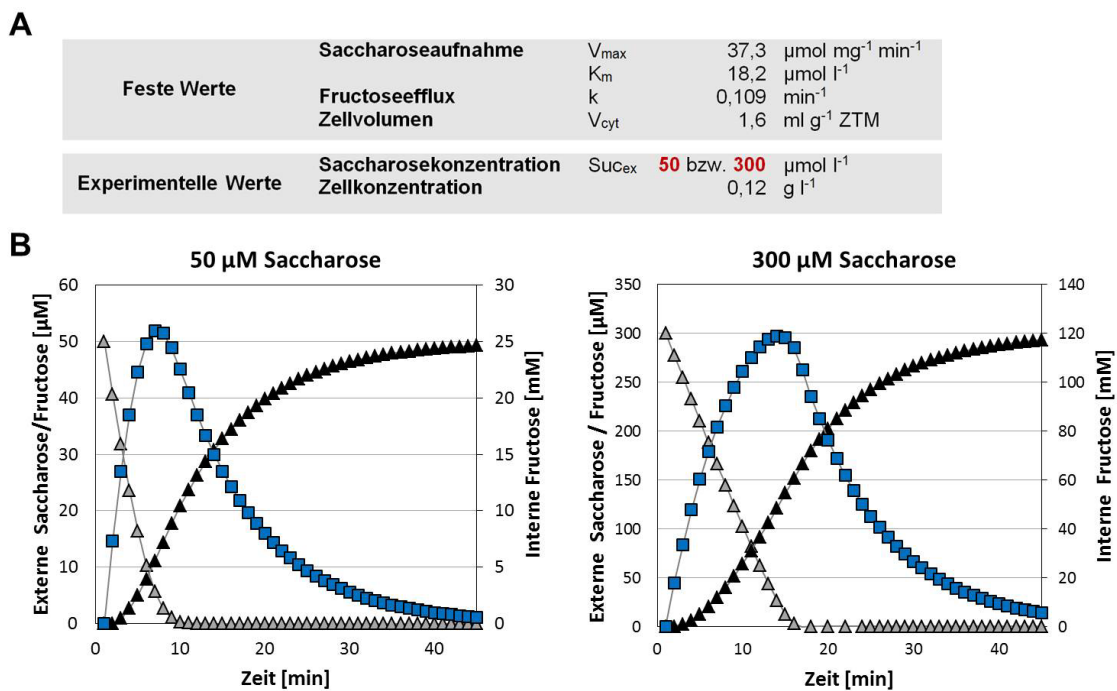 A
Saccharoseaufnahme Vmax 37,3 µmol mg-1 min-1
Km 18,2 µmol l-1
Feste Werte
Fructoseefflux k 0,109 min-1
Zellvolumen Vcyt 1,6 ml g-1 ZTM
Saccharosekonzentration Sucex 50 bzw. 300 µmol l-1
Experimentelle Werte
Zellkonzentration 0,12 g l-1
B
50 µM Saccharose
Externe Saccharose/Fructose [µM]
60
50
40
30
20
10
0
30
25
20
15
10
5
0
Interne Fructose [mM]
0 10 20 30 40
Zeit [min]
300 µM Saccharose
Externe Saccharose / Fructose [µM]
350
300
250
200
150
100
50
0
140
120
100
80
60
40
20
0
Interne Fructose [mM]
0 10 20 30 40
Zeit [min]